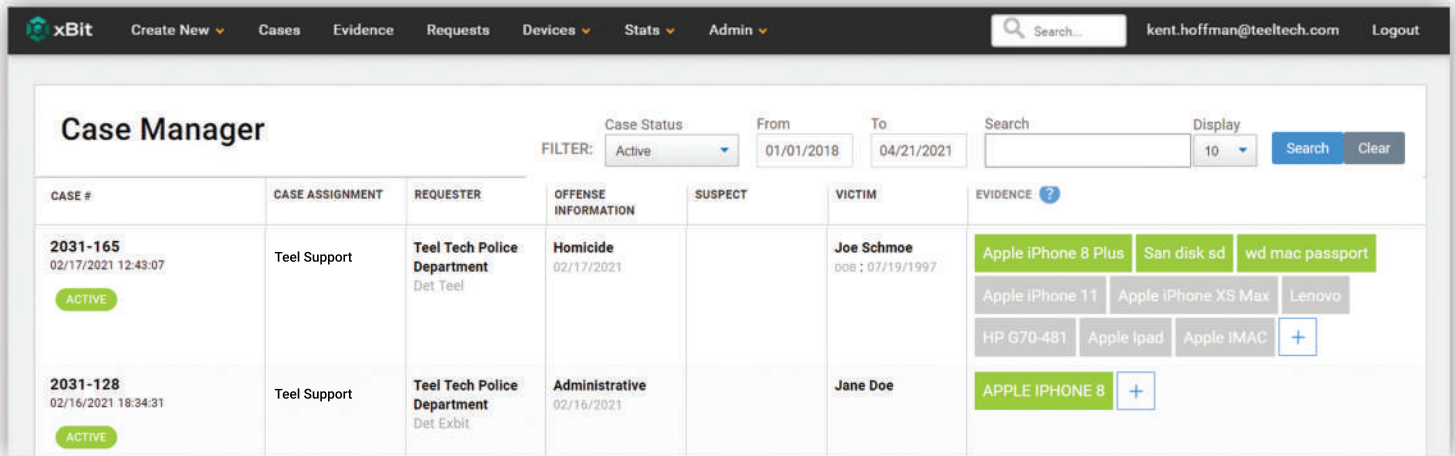 xBit Create New Cases Evidence Requests Devices Stats Admin Search... kent.hoffman@teeltech.com Logout
Case Manager
FILTER:
Case Status From To Search Display
Active 01/01/2018 04/21/2021 10 Search Clear
CASE # CASE ASSIGNMENT REQUESTER OFFENSE INFORMATION SUSPECT VICTIM EVIDENCE ?
2031-165
02/17/2021 12:43:07
ACTIVE
Teel Support
Teel Tech Police
Department
Det Teel
Homicide
02/17/2021
Joe Schmoe
DOB : 07/19/1997
Apple iPhone 8 Plus San disk sd wd mac passport
Apple iPhone 11 Apple iPhone XS Max Lenovo
HP G70-481 Apple Ipad Apple IMAC +
2031-128
02/16/2021 18:34:31
ACTIVE
Teel Support
Teel Tech Police
Department
Det Exbit
Administrative
02/16/2021
Jane Doe
APPLE IPHONE 8 +